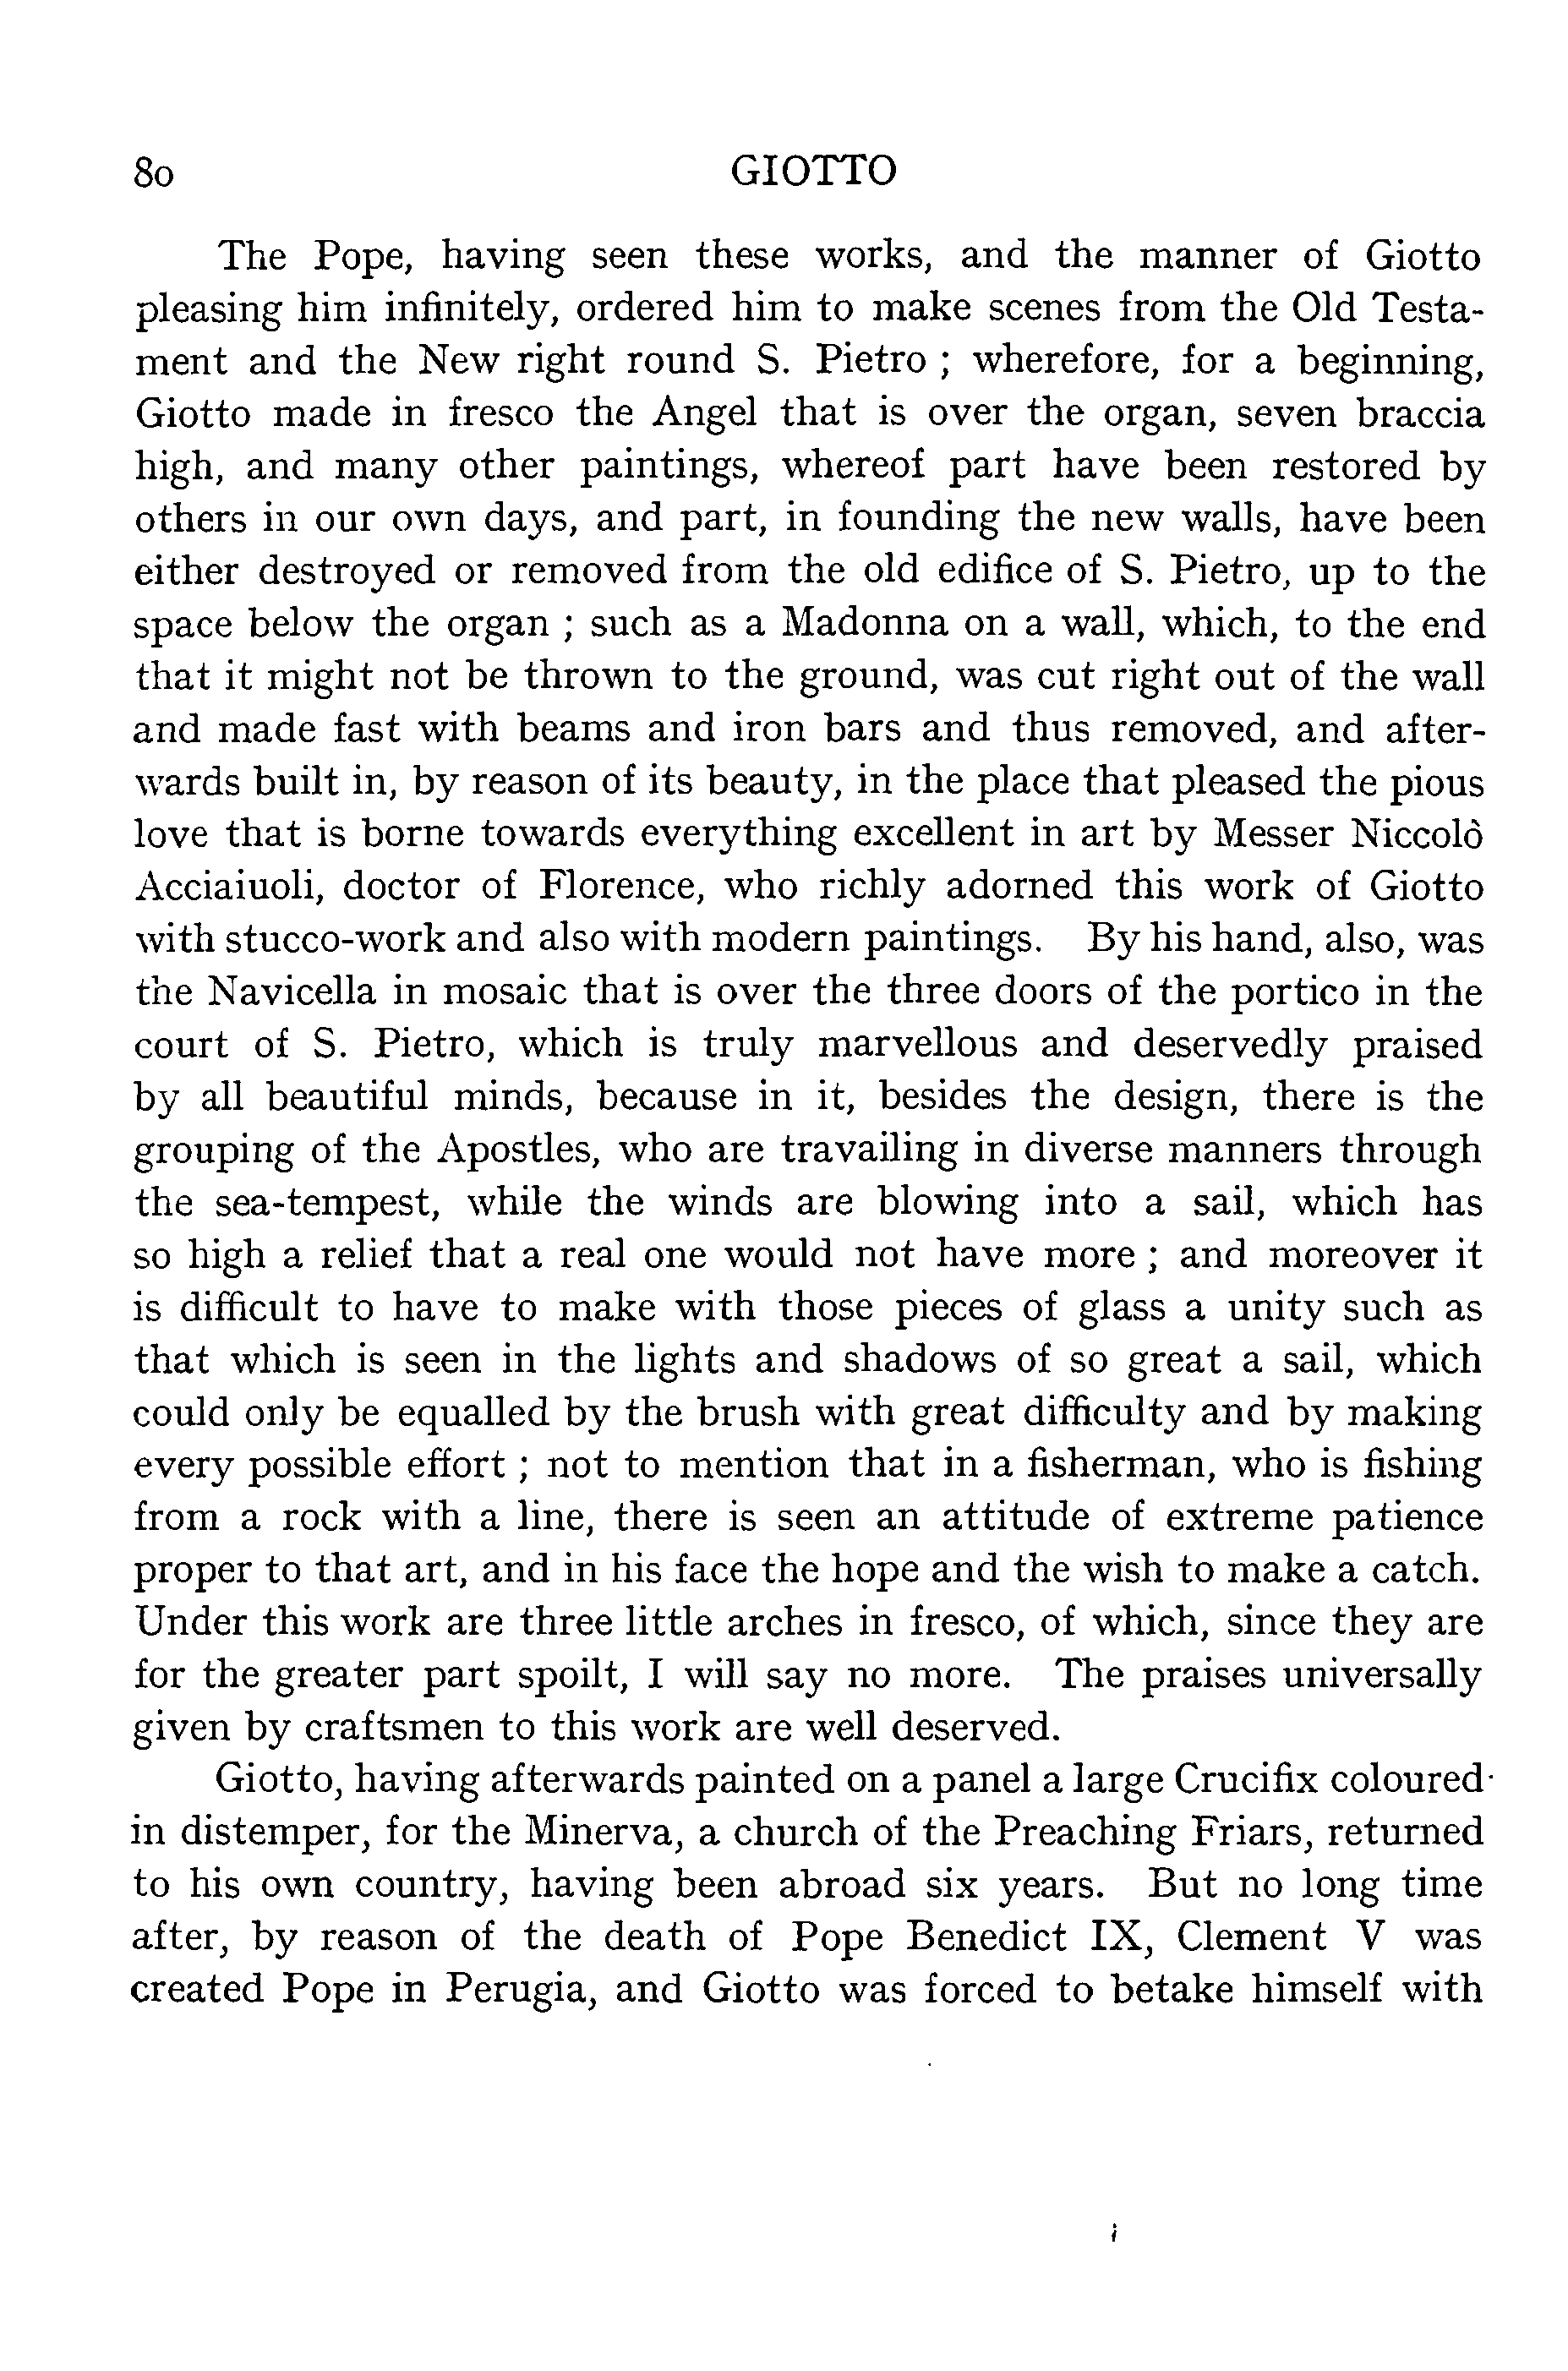 80 GIOTTO
The Pope, having seen these works, and the manner of Giotto
pleasing him infinitely, ordered him to make scenes from the Old Testa-
ment and the New right round S. Pietro ; wherefore, for a beginning,
Giotto made in fresco the Angel that is over the organ, seven braccia
high, and many other paintings, whereof part have been restored by
others in our own days, and part, in founding the new walls, have been
either destroyed or removed from the old edifice of S. Pietro, up to the
space below the organ ; such as a Madonna on a wall, which, to the end
that it might not be thrown to the ground, was cut right out of the wall
and made fast with beams and iron bars and thus removed, and after-
wards built in, by reason of its beauty, in the place that pleased the pious
love that is borne towards everything excellent in art by Messer Niccolò
Acciaiuoli, doctor of Florence, who richly adorned this work of Giotto
with stucco-work and also with modern paintings. By his hand, also, was
the Navicella in mosaic that is over the three doors of the portico in the
court of S. Pietro, which is truly marvellous and deservedly praised
by all beautiful minds, because in it, besides the design, there is the
grouping of the Apostles, who are travailing in diverse manners through
the sea-tempest, while the winds are blowing into a sail, which has
so high a relief that a real one would not have more ; and moreover it
is difficult to have to make with those pieces of glass a unity such as
that which is seen in the lights and shadows of so great a sail, which
could only be equalled by the brush with great difficulty and by making
every possible effort ; not to mention that in a fisherman, who is fishing
from a rock with a line, there is seen an attitude of extreme patience
proper to that art, and in his face the hope and the wish to make a catch.
Under this work are three little arches in fresco, of which, since they are
for the greater part spoilt, I will say no more. The praises universally
given by craftsmen to this work are well deserved.
Giotto, having afterwards painted on a panel a large Crucifix coloured
in distemper, for the Minerva, a church of the Preaching Friars, returned
to his own country, having been abroad six years. But no long time
after, by reason of the death of Pope Benedict IX, Clement V was
created Pope in Perugia, and Giotto was forced to betake himself with